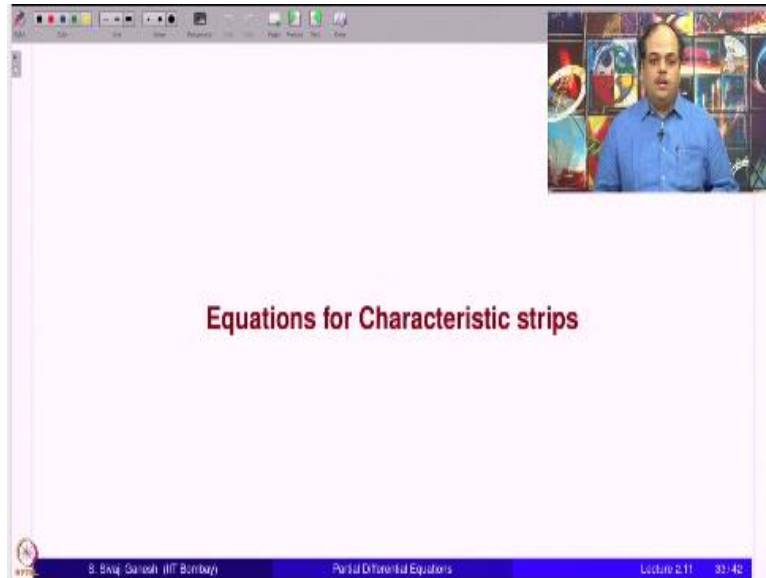 Equations for Characteristic strips
S. Sivaji Ganesh (IIT Bombay)
Partial Differential Equations
Lecture 2.11
33/42